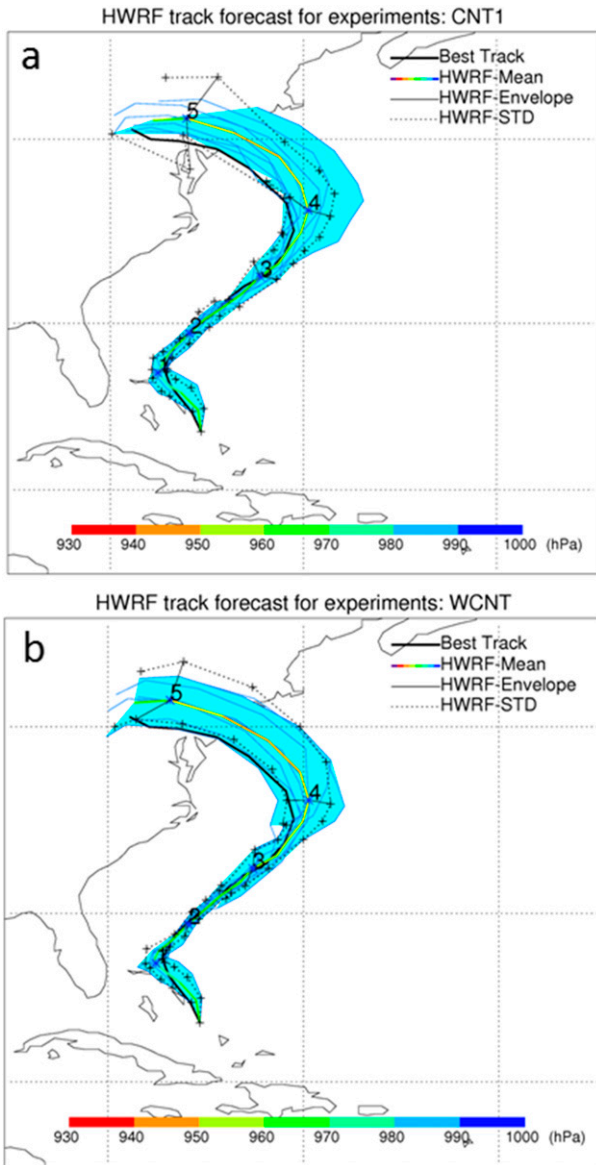 HWRF track forecast for experiments: CNT1
a
Best Track
HWRF-Mean
HWRF-Envelope
HWRF-STD
5
4
3
2
930 940 950 960 970 980 990 1000 (hPa)
HWRF track forecast for experiments: WCNT
b
Best Track
HWRF-Mean
HWRF-Envelope
HWRF-STD
5
4
3
2
930 940 950 960 970 980 990 1000 (hPa)